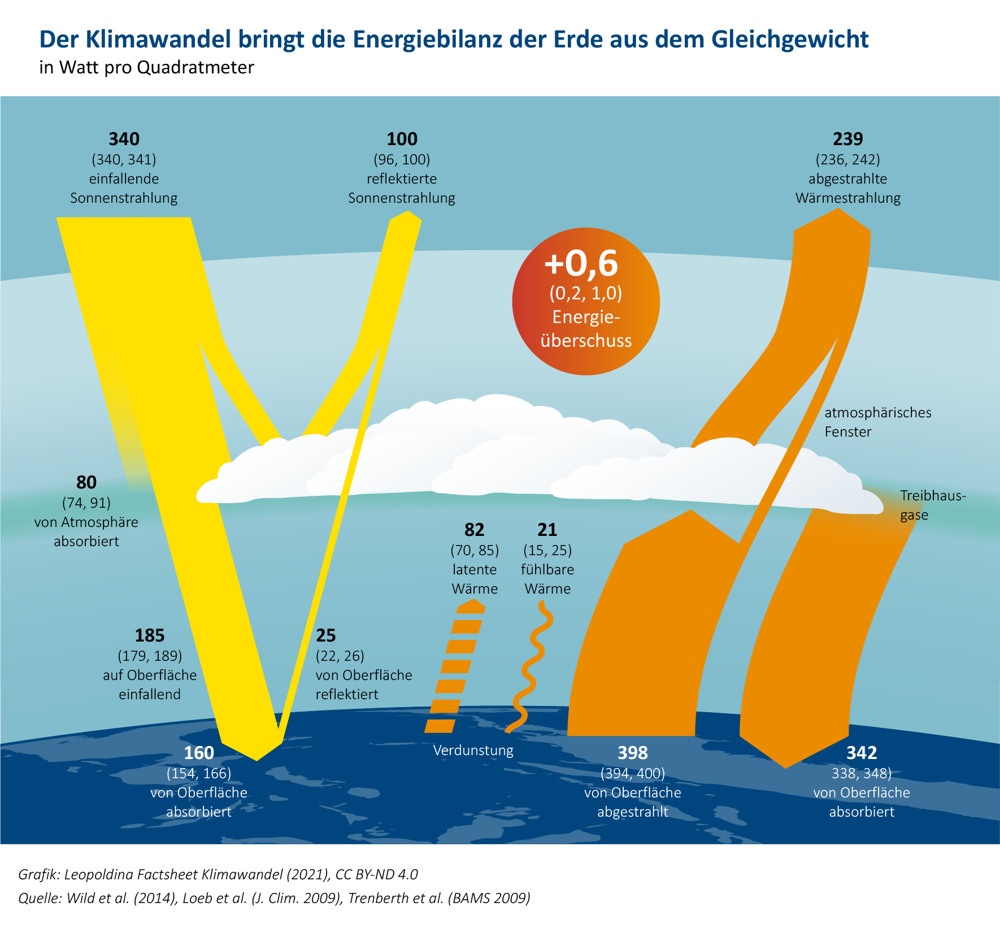 Der Klimawandel bringt die Energiebilanz der Erde aus dem Gleichgewicht
in Watt pro Quadratmeter
340
(340, 341)
einfallende
Sonnenstrahlung
100
(96, 100)
reflektierte
Sonnenstrahlung
239
(236, 242)
abgestrahlte
Wärmestrahlung
+0,6
(0,2, 1,0)
Energie-
überschuss
atmosphärisches
Fenster
80
(74, 91)
von Atmosphäre
absorbiert
Treibhaus-
gase
82
(70, 85)
latente
Wärme
21
(15, 25)
fühlbare
Wärme
185
(179, 189)
auf Oberfläche
einfallend
25
(22, 26)
von Oberfläche
reflektiert
160
(154, 166)
von Oberfläche
absorbiert
Verdunstung
398
(394, 400)
von Oberfläche
abgestrahlt
342
338, 348)
von Oberfläche
absorbiert
Grafik: Leopoldina Factsheet Klimawandel (2021), CC BY-ND 4.0
Quelle: Wild et al. (2014), Loeb et al. (J. Clim. 2009), Trenberth et al. (BAMS 2009)